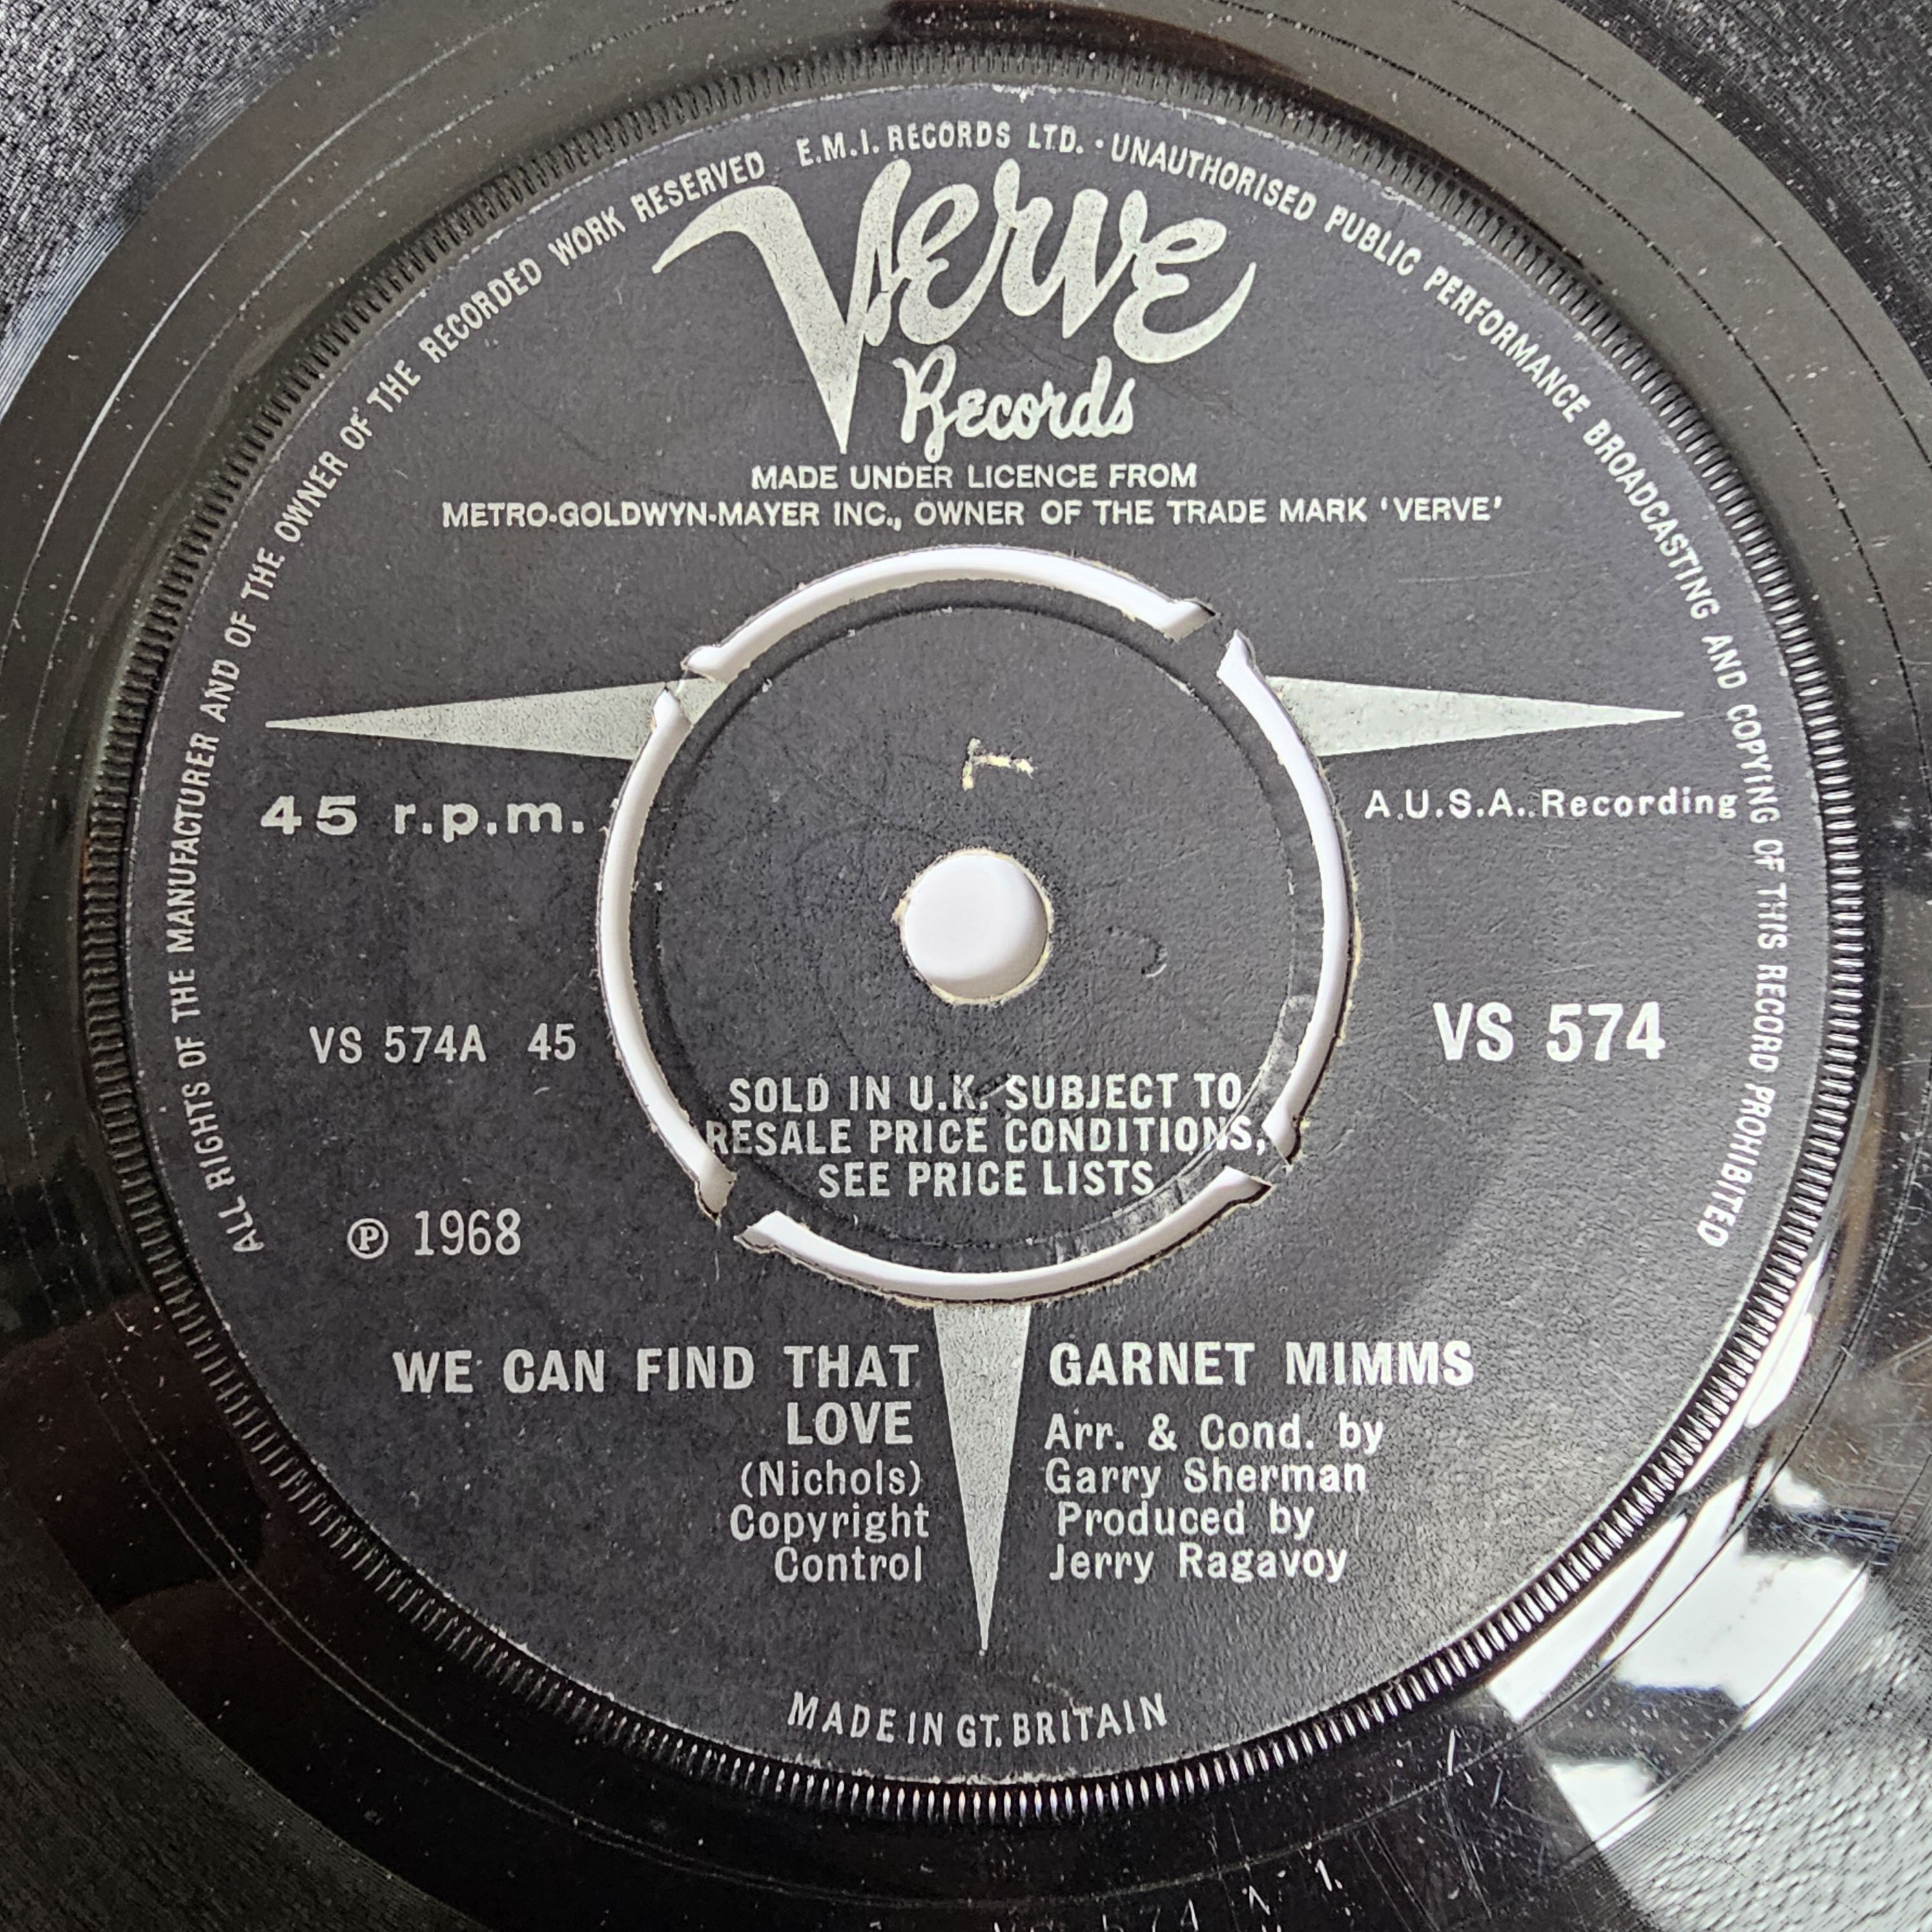 ALL RIGHTS OF THE MANUFACTURER AND OF THE OWNER OF THE RECORDED WORK RESERVED E.M.I. RECORDS LTD. · UNAUTHORISED PUBLIC PERFORMANCE BROADCASTING AND COPYING OF THIS RECORD PROHIBITED
Verve
Records
MADE UNDER LICENCE FROM
METRO-GOLDWYN-MAYER INC., OWNER OF THE TRADE MARK 'VERVE'
45 r.p.m.
A.U.S.A..Recording
VS 574A 45
VS 574
SOLD IN U.K. SUBJECT TO
RESALE PRICE CONDITIONS,
SEE PRICE LISTS
℗ 1968
WE CAN FIND THAT
LOVE
(Nichols)
Copyright
Control
GARNET MIMMS
Arr. & Cond. by
Garry Sherman
Produced by
Jerry Ragavoy
MADE IN GT. BRITAIN